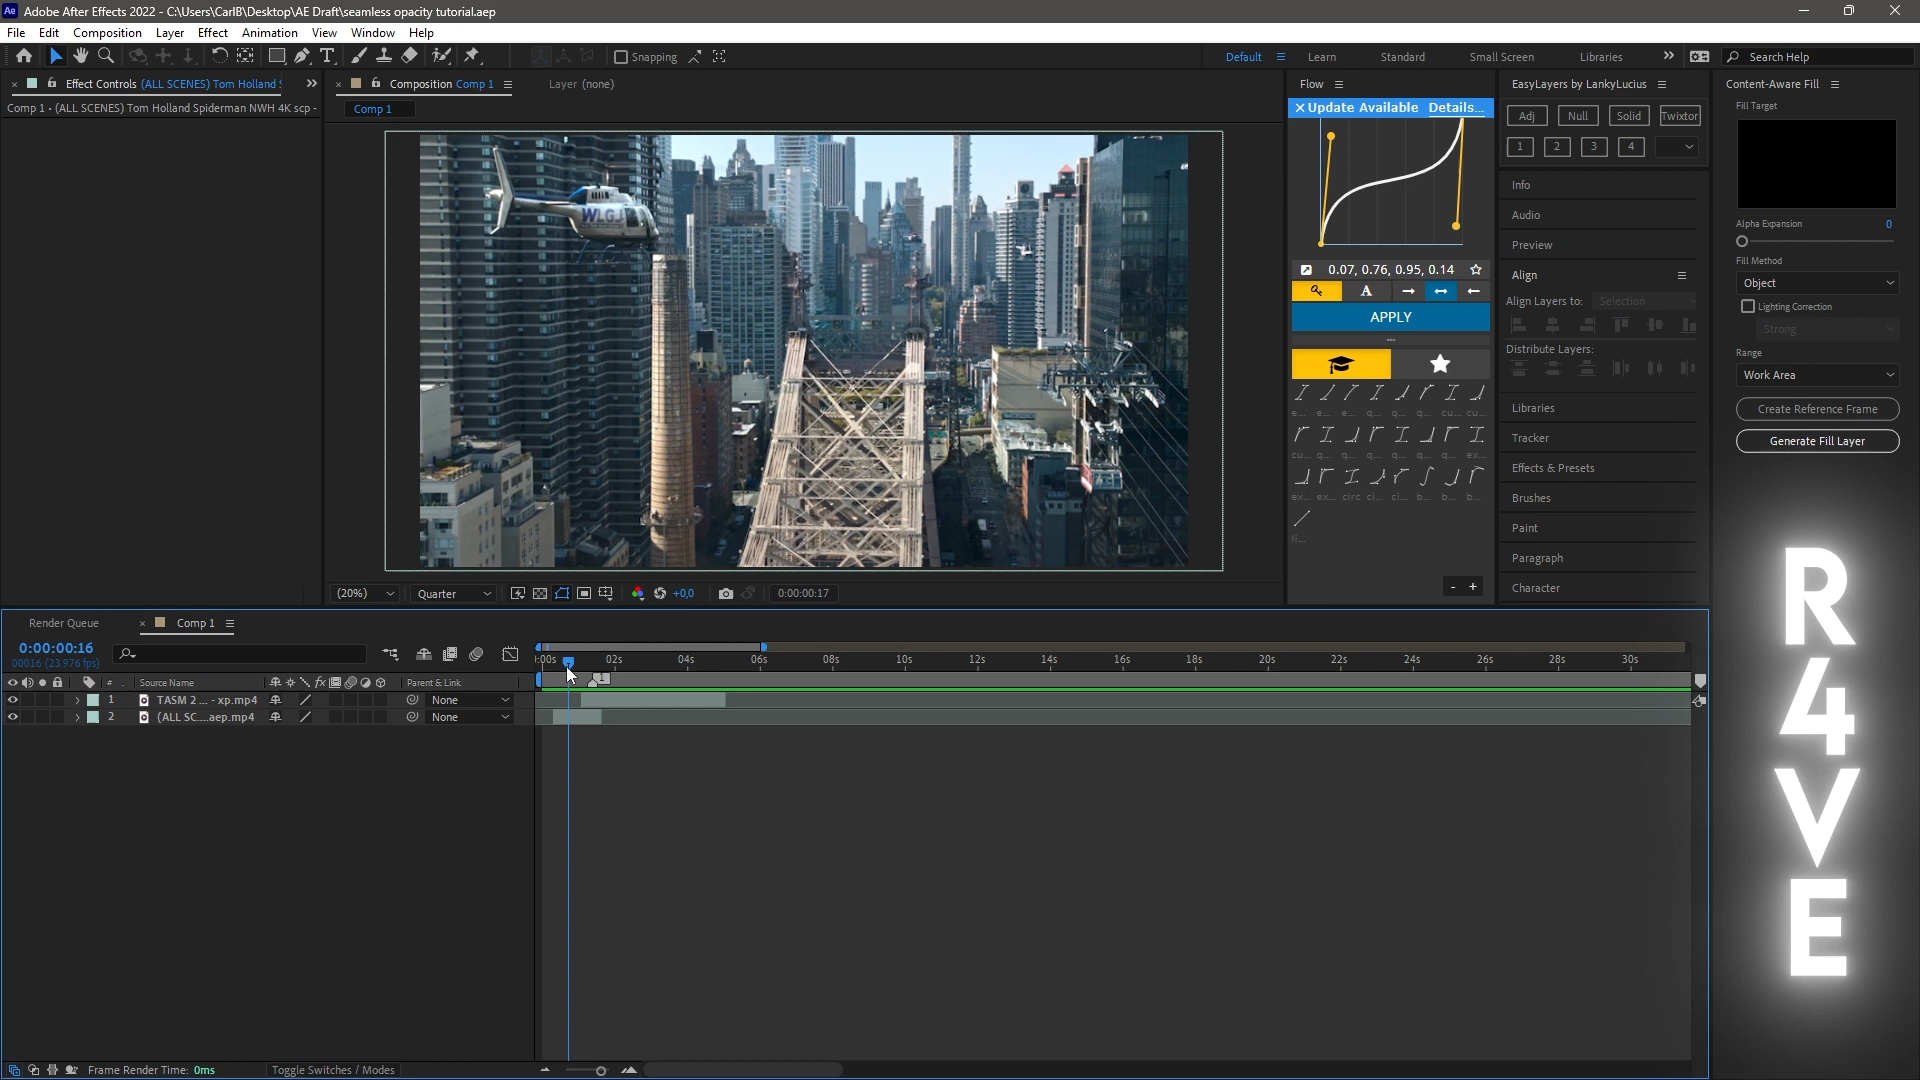 Adobe After Effects 2022 - C:\Users\CarlB\Desktop\AE Draft\seamless opacity tutorial.aep
File Edit Composition Layer Effect Animation View Window Help
Snapping
Default Learn Standard Small Screen Libraries
Search Help
Effect Controls (ALL SCENES) Tom Holland
Comp 1 • (ALL SCENES) Tom Holland Spiderman NWH 4K scp -
Composition Comp 1
Layer (none)
Comp 1
WLGJ
(20%)
Quarter
+0,0
0:00:00:17
Flow
Update Available Details...
0.07, 0.76, 0.95, 0.14
A
APPLY
EasyLayers by LankyLucius
Adj Null Solid Twixtor
1 2 3 4
Info
Audio
Preview
Align
Align Layers to: Selection
Distribute Layers:
Libraries
Tracker
Effects & Presets
Brushes
Paint
Paragraph
Character
Content-Aware Fill
Fill Target
Alpha Expansion 0
Fill Method
Object
Lighting Correction
Strong
Range
Work Area
Create Reference Frame
Generate Fill Layer
R
4
V
E
Render Queue
Comp 1
0:00:00:16
00016 (23.976 fps)
:00s 02s 04s 06s 08s 10s 12s 14s 16s 18s 20s 22s 24s 26s 28s 30s
# Source Name
Parent & Link
1 TASM 2 ... - xp.mp4 None
2 (ALL SC....aep.mp4 None
1
Frame Render Time: 0ms
Toggle Switches / Modes